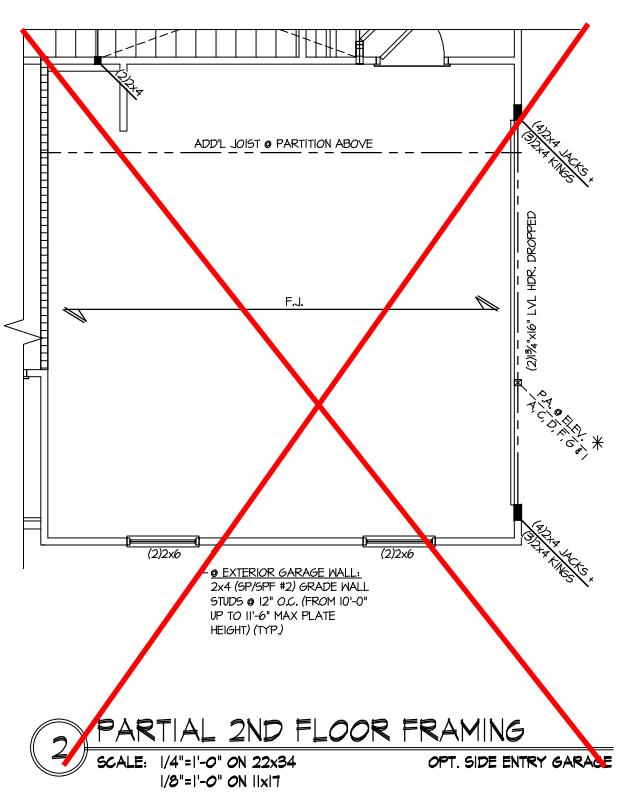 (2)2x4
ADD'L JOIST @ PARTITION ABOVE
(4)2x4 JACKS +
(3)2x4 KINGS
(2)1¾"x16" LVL HDR. DROPPED
F.J.
P.A. @ ELEV.
A, C, D, F, G & I
(4)2x4 JACKS +
(3)2x4 KINGS
(2)2x6
(2)2x6
@ EXTERIOR GARAGE WALL:
2x4 (SP/SPF #2) GRADE WALL
STUDS @ 12" O.C. (FROM 10'-0"
UP TO 11'-6" MAX PLATE
HEIGHT) (TYP.)
2
PARTIAL 2ND FLOOR FRAMING
SCALE: 1/4"=1'-0" ON 22x34
OPT. SIDE ENTRY GARAGE
1/8"=1'-0" ON 11x17